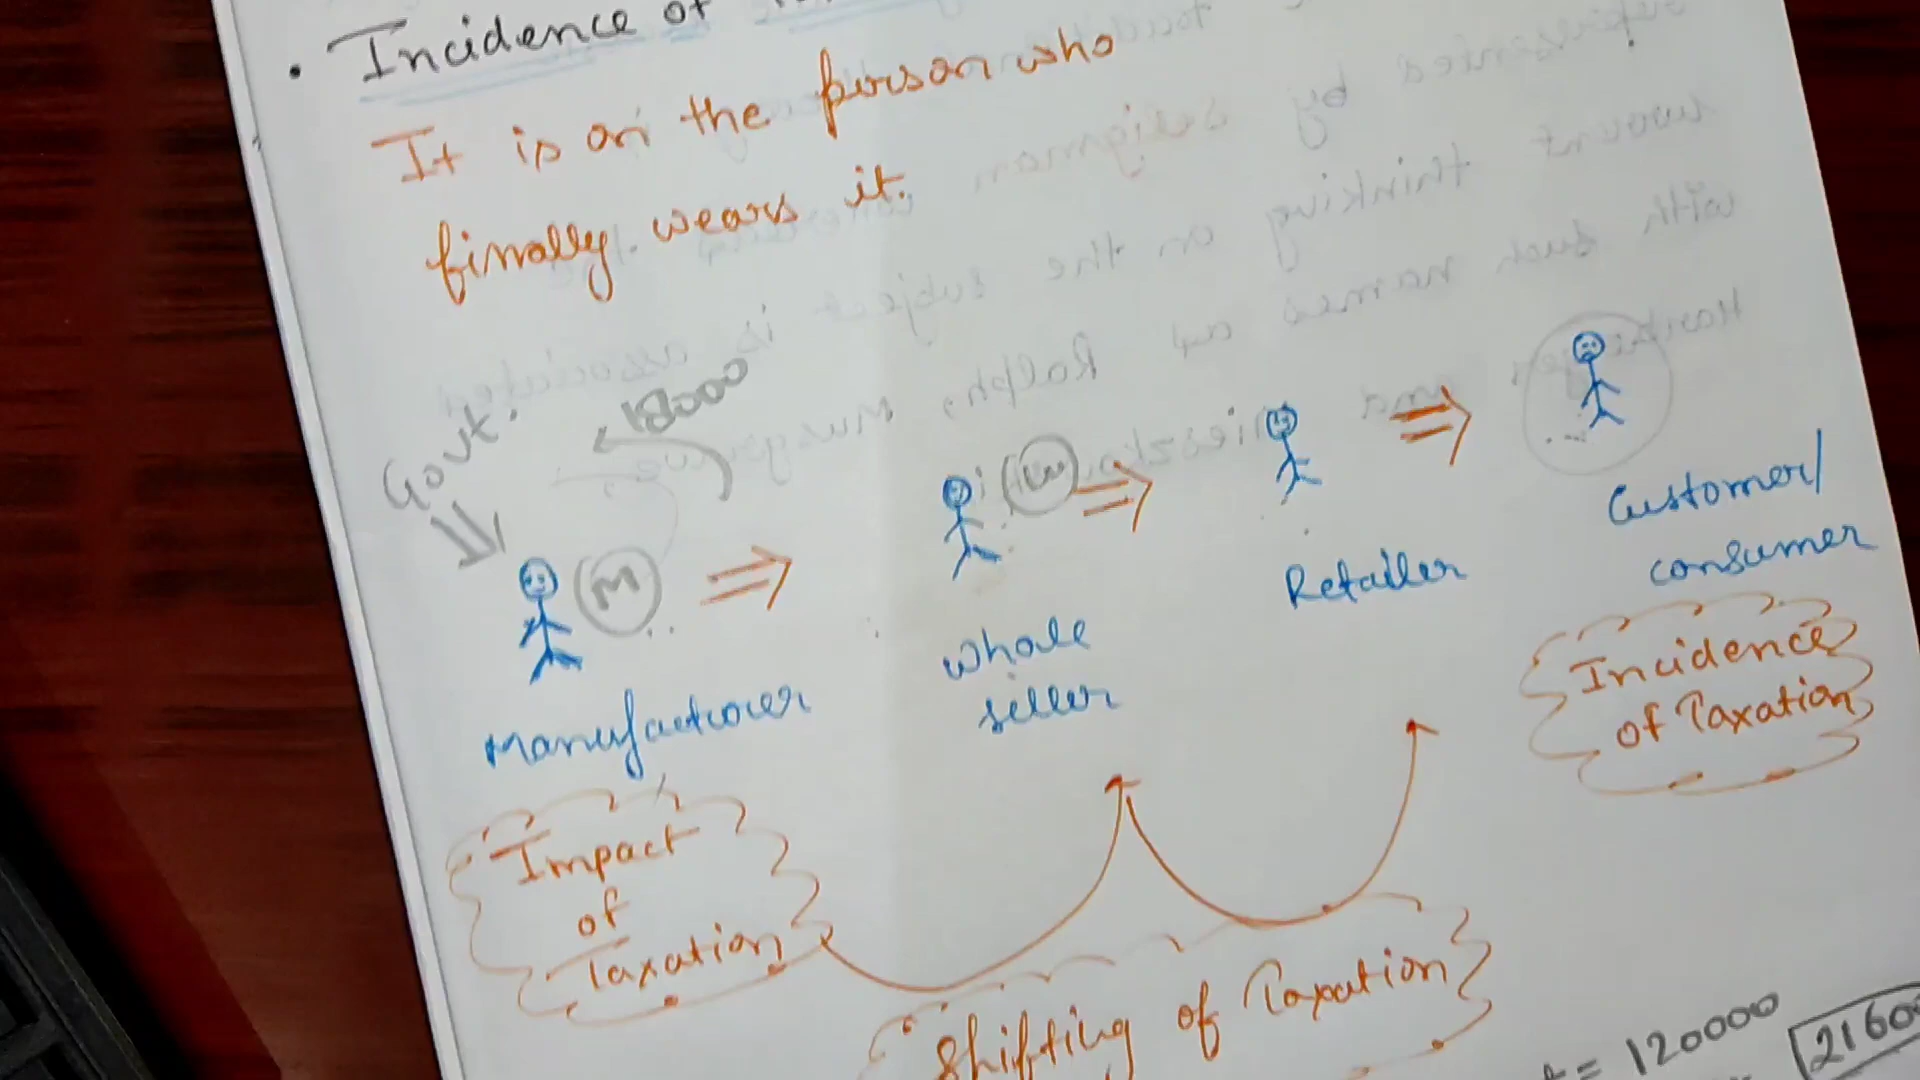 • Incidence of
It is on the person who
finally wears it.
Govt.
18000
M
W
Manufacturer
Whole
seller
Retailer
Customer/
consumer
Impact
of
Taxation
Incidence
of Taxation
Shifting of Taxation
= 120000